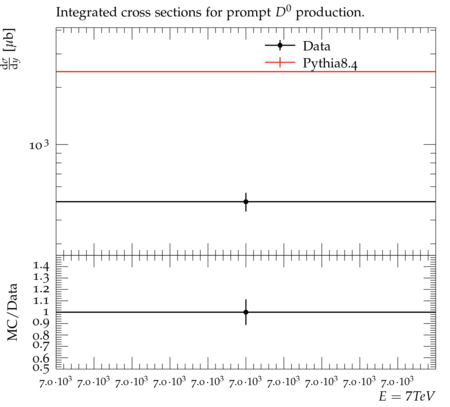 Integrated cross sections for prompt D⁰ production.
dσ/dy [μb]
Data
Pythia8.4
10³
MC/Data
1.4
1.3
1.2
1.1
1
0.9
0.8
0.7
0.6
0.5
7.0·10³ 7.0·10³ 7.0·10³ 7.0·10³ 7.0·10³ 7.0·10³ 7.0·10³ 7.0·10³ 7.0·10³ 7.0·10³
E = 7TeV